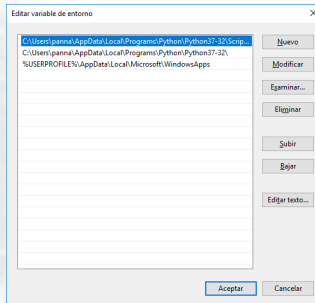 Editar variable de entorno
C:\Users\panna\AppData\Local\Programs\Python\Python37-32\Scrip...
C:\Users\panna\AppData\Local\Programs\Python\Python37-32\
%USERPROFILE%\AppData\Local\Microsoft\WindowsApps
Nuevo
Modificar
Examinar...
Eliminar
Subir
Bajar
Editar texto...
Aceptar
Cancelar